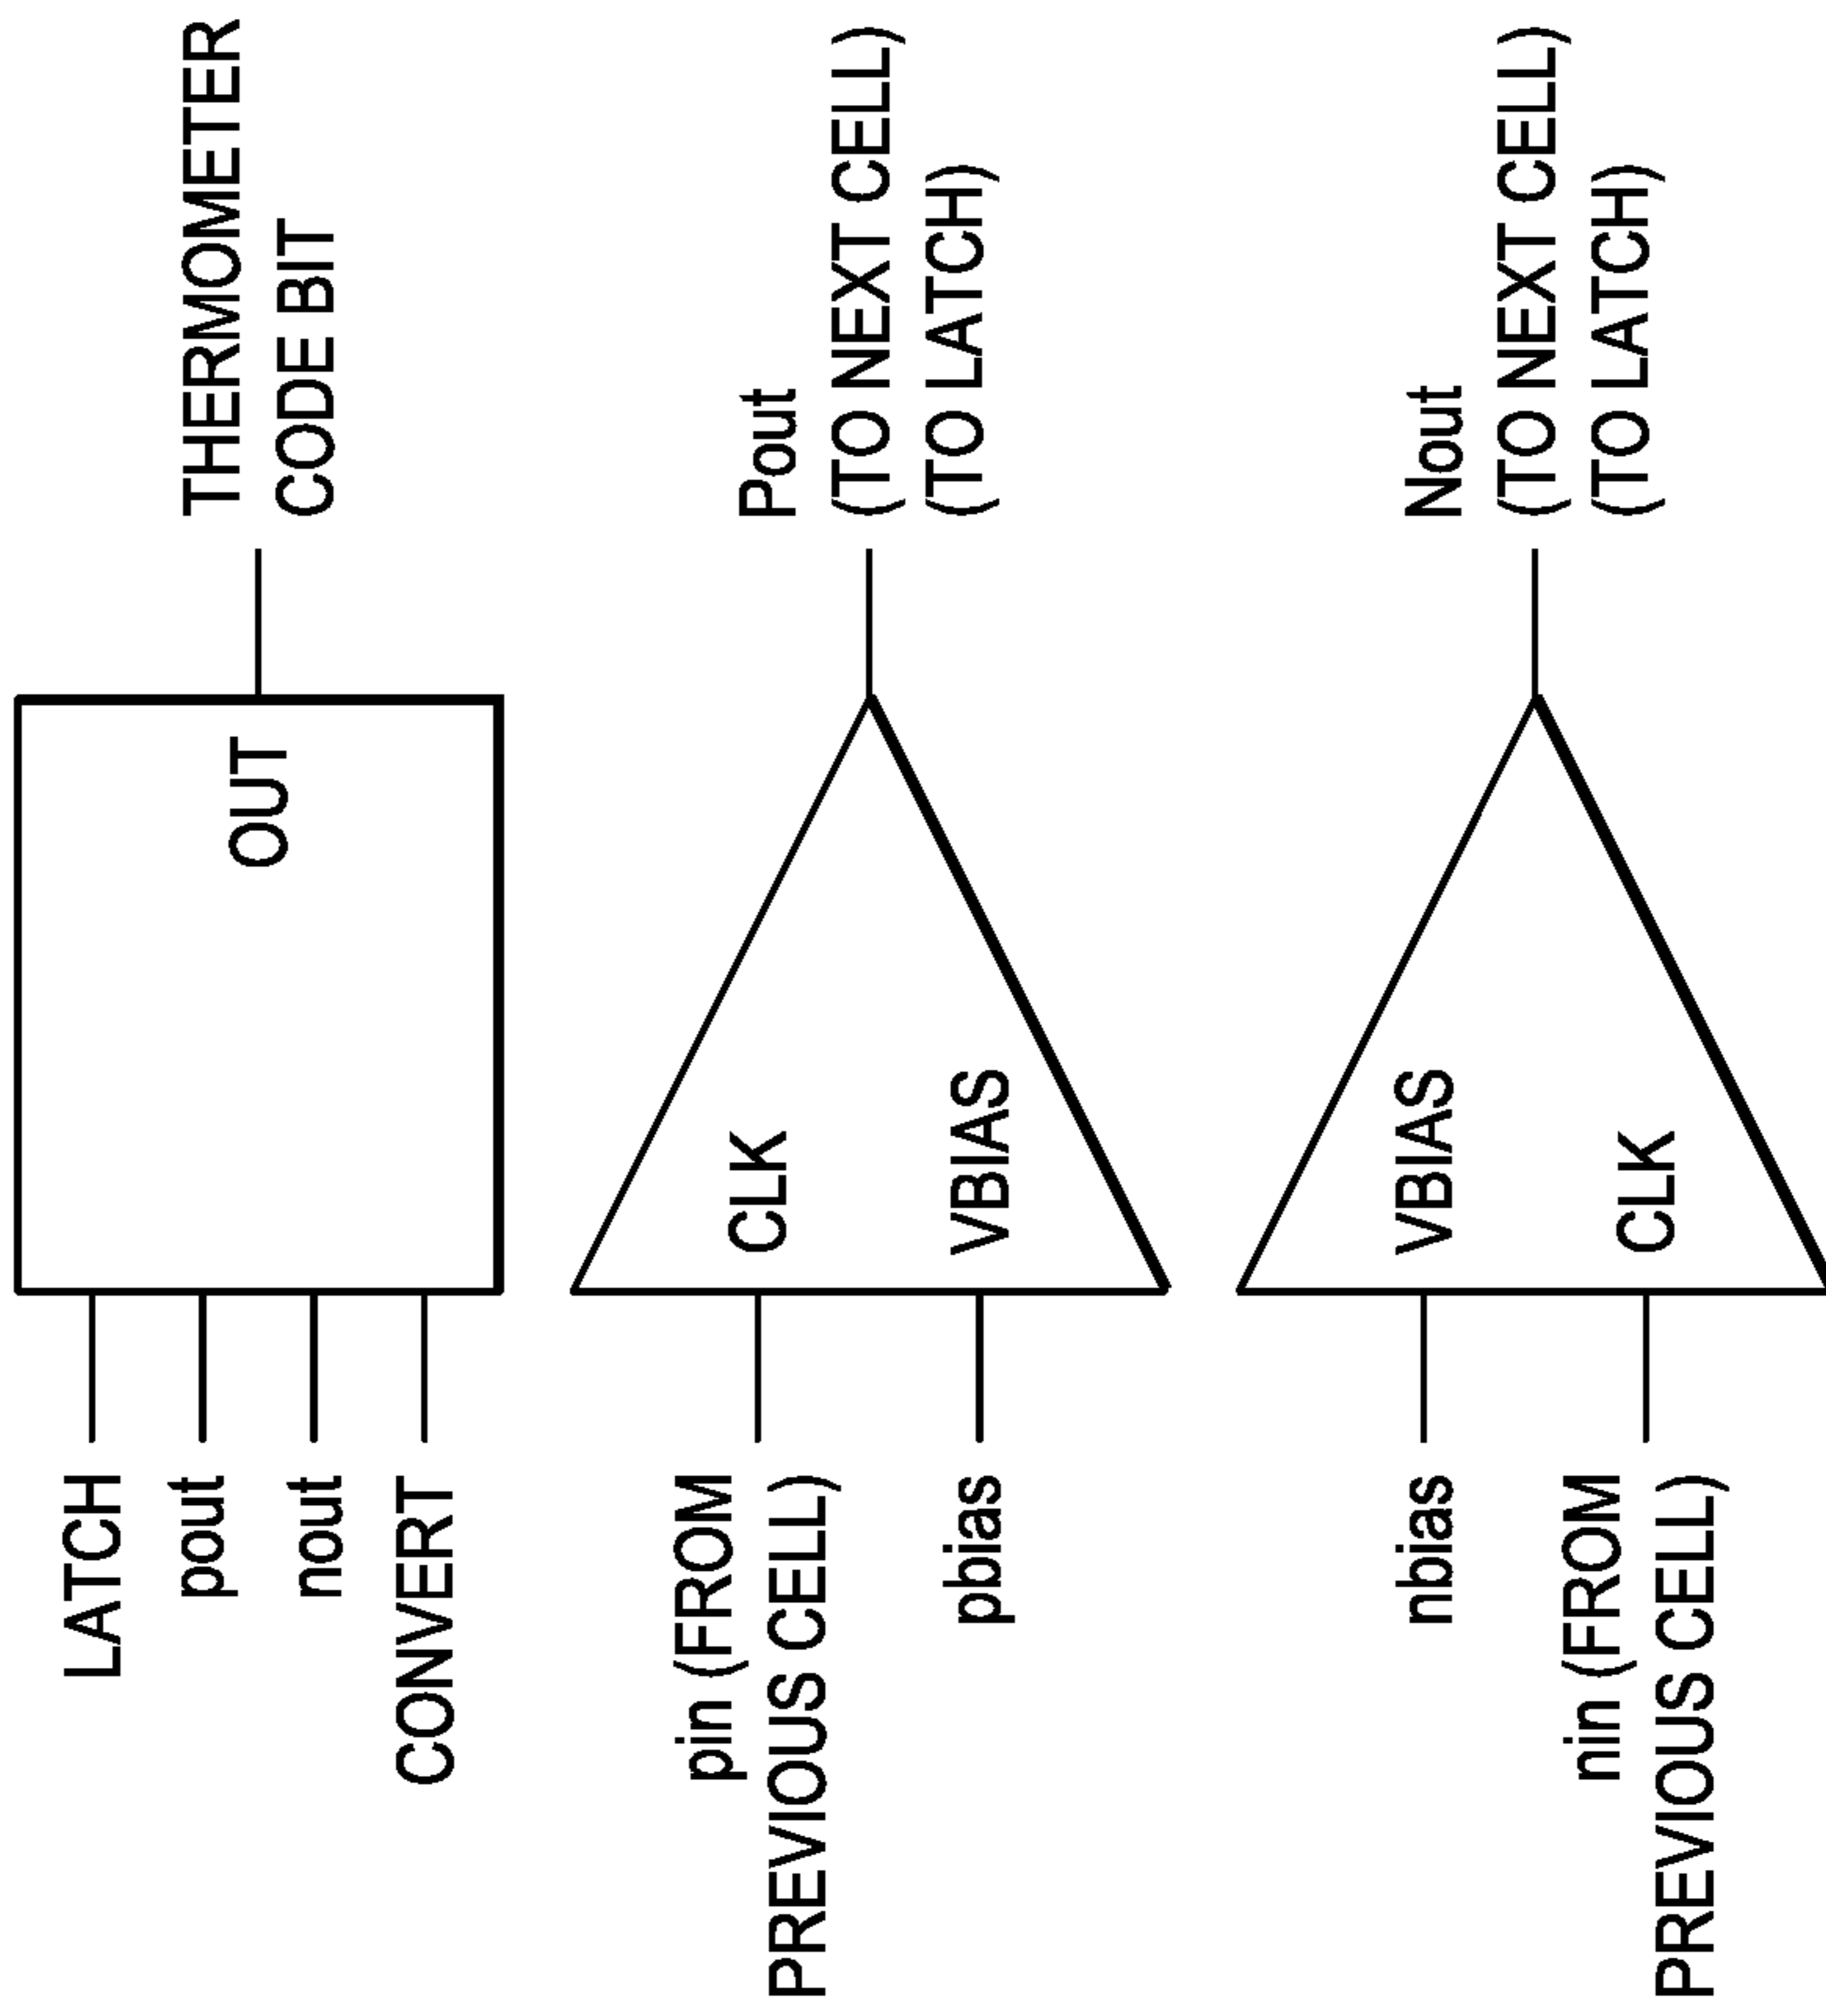 LATCH
pout
nout
CONVERT
OUT
THERMOMETER
CODE BIT
pin (FROM
PREVIOUS CELL)
pbias
CLK
VBIAS
Pout
(TO NEXT CELL)
(TO LATCH)
nbias
nin (FROM
PREVIOUS CELL)
VBIAS
CLK
Nout
(TO NEXT CELL)
(TO LATCH)